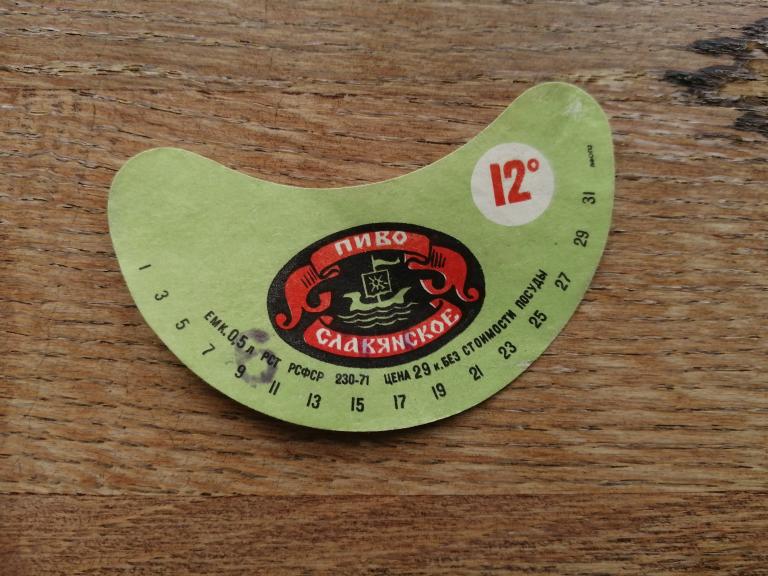 12°
ПИВО
СЛАВЯНСКОЕ
ЕМК. 0,5 л РСТ РСФСР 230-71 ЦЕНА 29 к. БЕЗ СТОИМОСТИ ПОСУДЫ
1 3 5 7 9 11 13 15 17 19 21 23 25 27 29 31